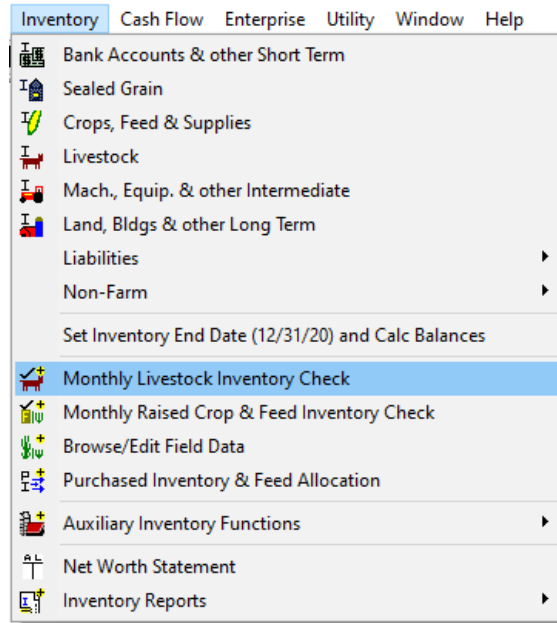 Inventory Cash Flow Enterprise Utility Window Help
Bank Accounts & other Short Term
Sealed Grain
Crops, Feed & Supplies
Livestock
Mach., Equip. & other Intermediate
Land, Bldgs & other Long Term
Liabilities
Non-Farm
Set Inventory End Date (12/31/20) and Calc Balances
Monthly Livestock Inventory Check
Monthly Raised Crop & Feed Inventory Check
Browse/Edit Field Data
Purchased Inventory & Feed Allocation
Auxiliary Inventory Functions
Net Worth Statement
Inventory Reports